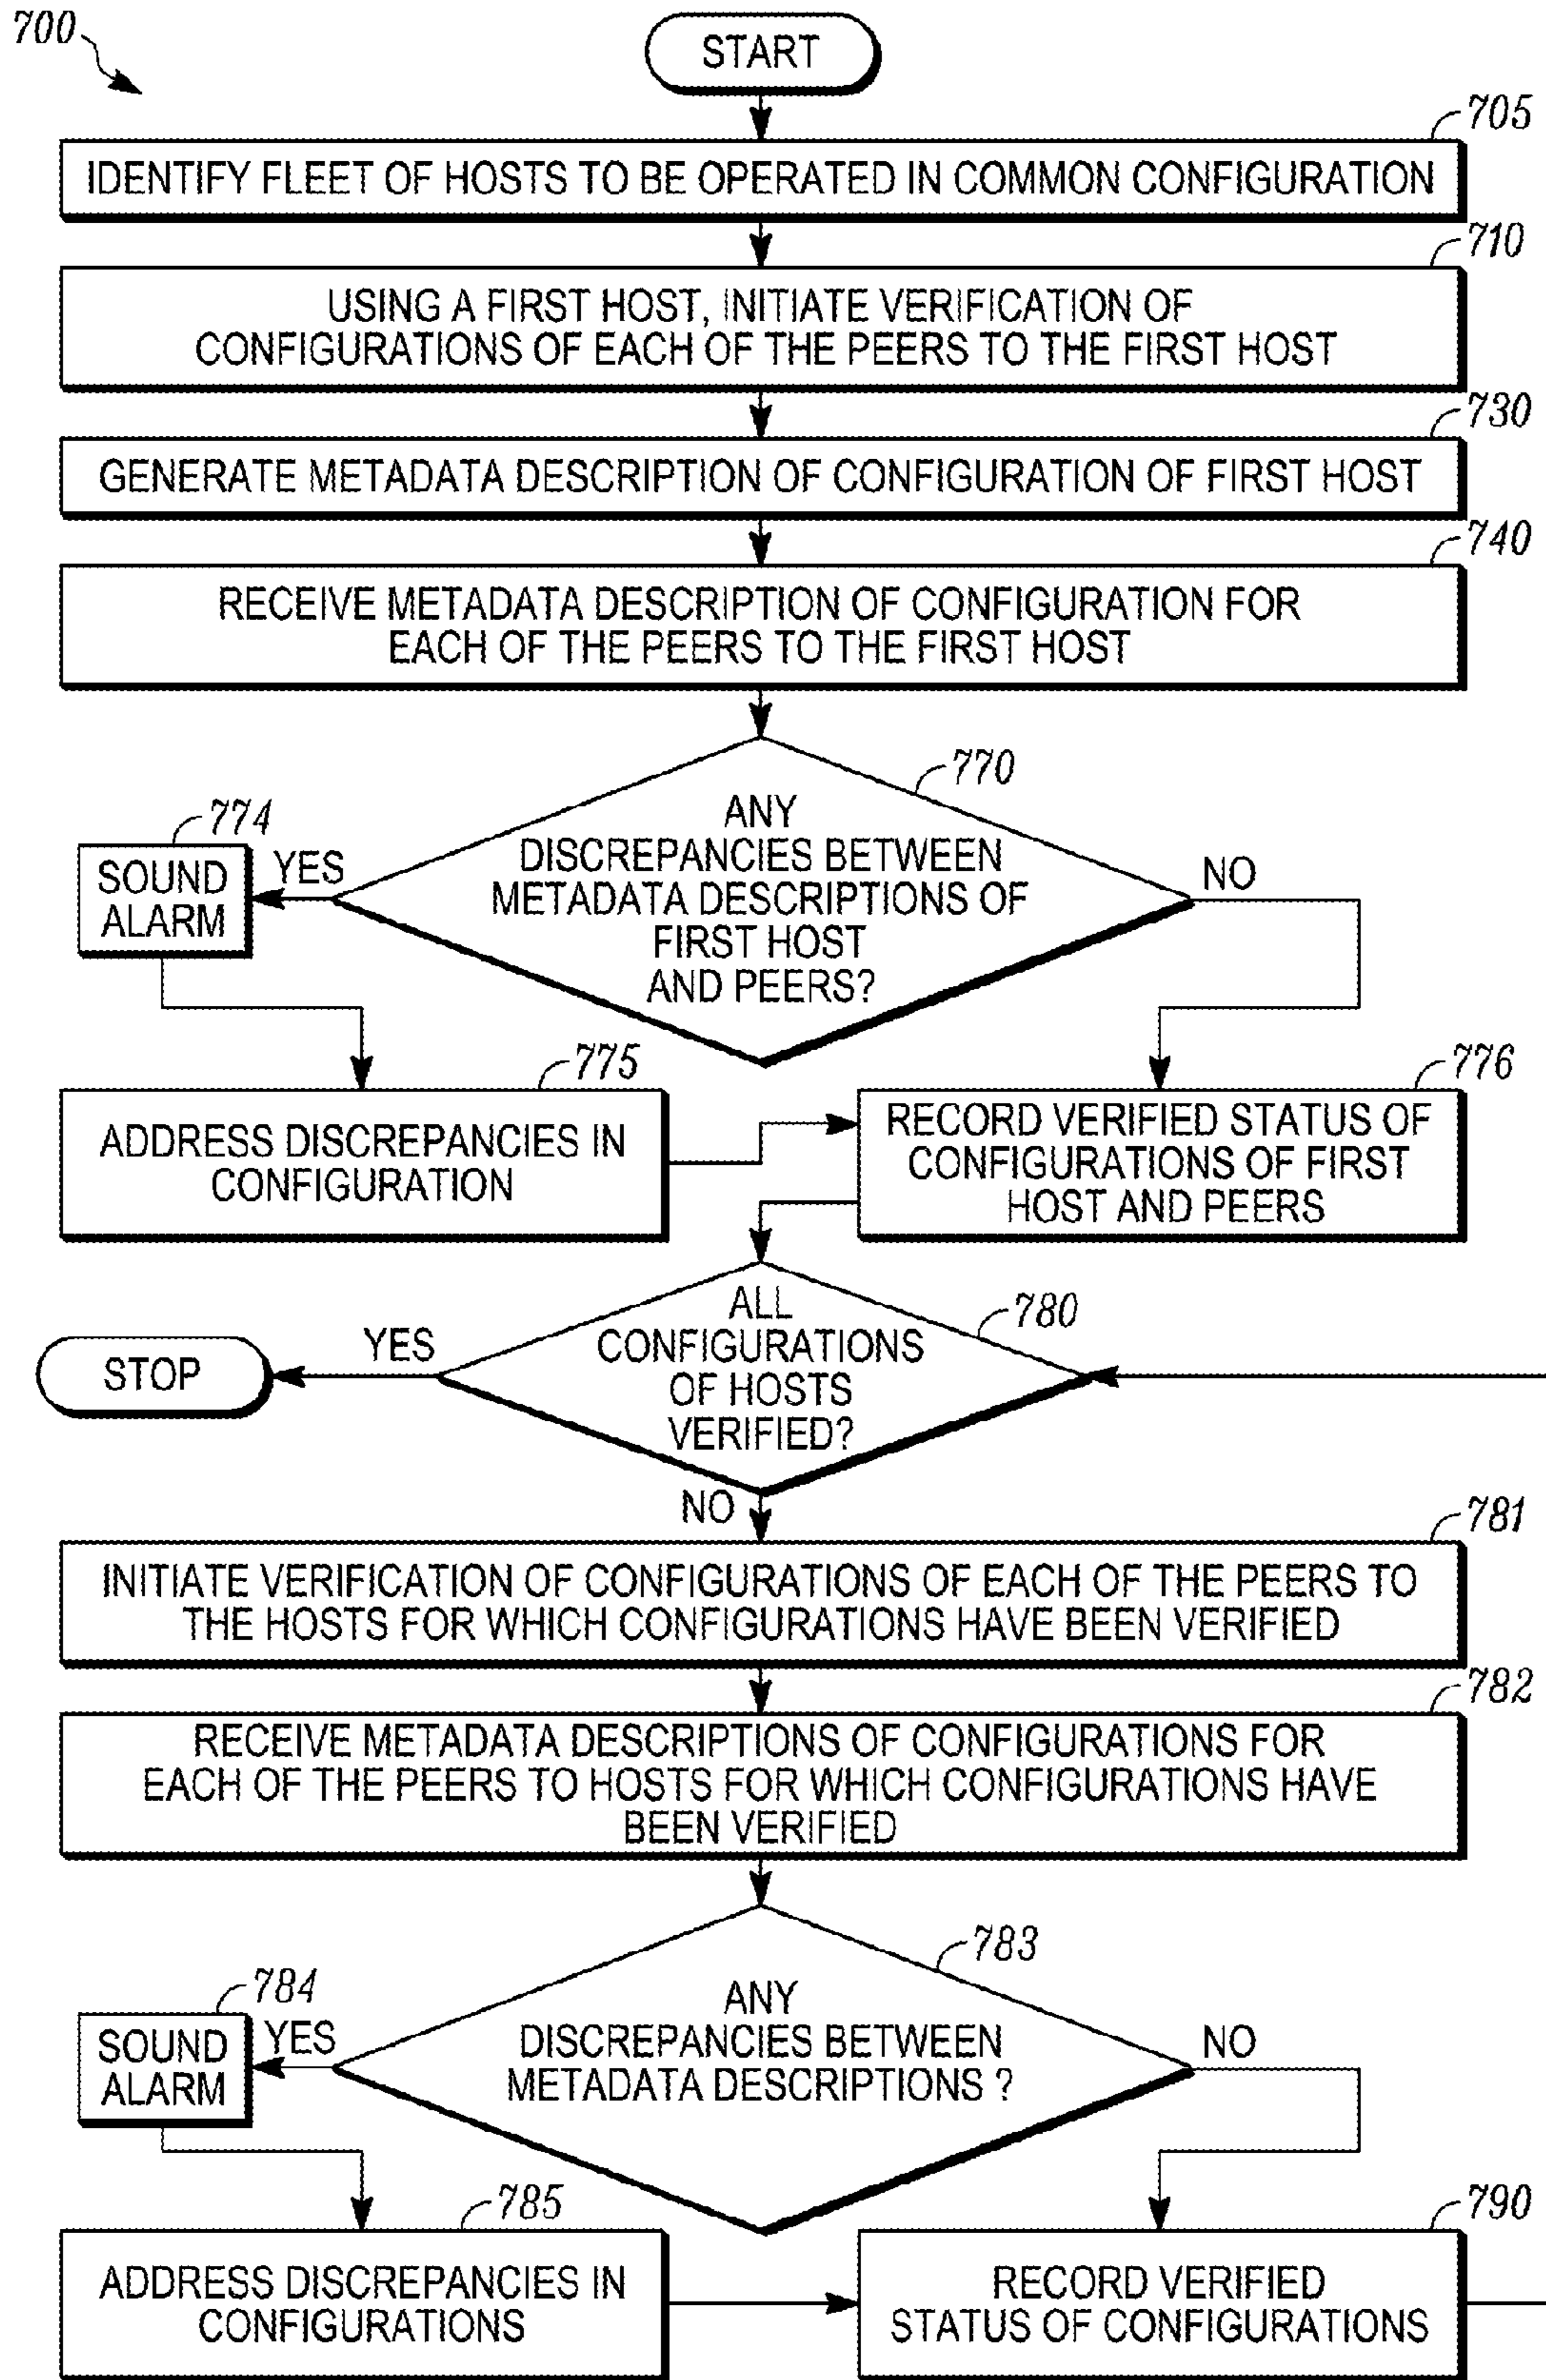 700
START
705
IDENTIFY FLEET OF HOSTS TO BE OPERATED IN COMMON CONFIGURATION
710
USING A FIRST HOST, INITIATE VERIFICATION OF
CONFIGURATIONS OF EACH OF THE PEERS TO THE FIRST HOST
730
GENERATE METADATA DESCRIPTION OF CONFIGURATION OF FIRST HOST
740
RECEIVE METADATA DESCRIPTION OF CONFIGURATION FOR
EACH OF THE PEERS TO THE FIRST HOST
770
ANY
DISCREPANCIES BETWEEN
METADATA DESCRIPTIONS OF
FIRST HOST
AND PEERS?
774
SOUND
ALARM
YES
NO
775
ADDRESS DISCREPANCIES IN
CONFIGURATION
776
RECORD VERIFIED STATUS OF
CONFIGURATIONS OF FIRST
HOST AND PEERS
780
ALL
CONFIGURATIONS
OF HOSTS
VERIFIED?
YES
STOP
NO
781
INITIATE VERIFICATION OF CONFIGURATIONS OF EACH OF THE PEERS TO
THE HOSTS FOR WHICH CONFIGURATIONS HAVE BEEN VERIFIED
782
RECEIVE METADATA DESCRIPTIONS OF CONFIGURATIONS FOR
EACH OF THE PEERS TO HOSTS FOR WHICH CONFIGURATIONS HAVE
BEEN VERIFIED
783
ANY
DISCREPANCIES BETWEEN
METADATA DESCRIPTIONS ?
784
SOUND
ALARM
YES
NO
785
ADDRESS DISCREPANCIES IN
CONFIGURATIONS
790
RECORD VERIFIED
STATUS OF CONFIGURATIONS